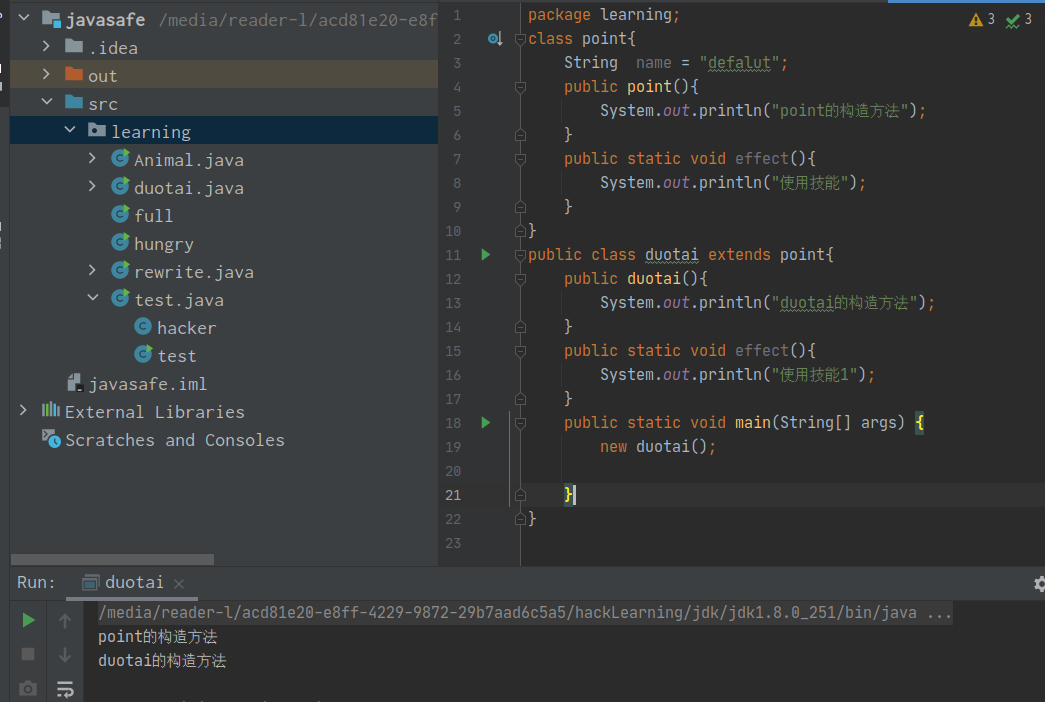 javasafe /media/reader-l/acd81e20-e8f
.idea
out
src
learning
Animal.java
duotai.java
full
hungry
rewrite.java
test.java
hacker
test
javasafe.iml
External Libraries
Scratches and Consoles
3 3
1 package learning;
2 class point{
3 String name = "defalut";
4 public point(){
5 System.out.println("point的构造方法");
6 }
7 public static void effect(){
8 System.out.println("使用技能");
9 }
10 }
11 public class duotai extends point{
12 public duotai(){
13 System.out.println("duotai的构造方法");
14 }
15 public static void effect(){
16 System.out.println("使用技能1");
17 }
18 public static void main(String[] args) {
19 new duotai();
20
21 }
22 }
23
Run: duotai
/media/reader-l/acd81e20-e8ff-4229-9872-29b7aad6c5a5/hackLearning/jdk/jdk1.8.0_251/bin/java ...
point的构造方法
duotai的构造方法